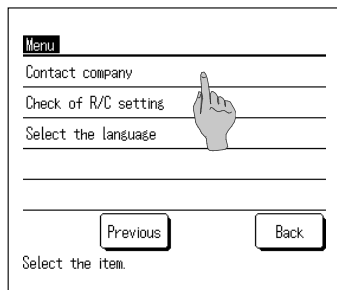 Menu
Contact company
Check of R/C setting
Select the language
Previous
Back
Select the item.